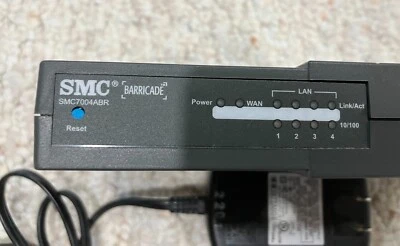 SMC® BARRICADE
SMC7004ABR
Reset
LAN
Power WAN Link/Act
10/100
1 2 3 4